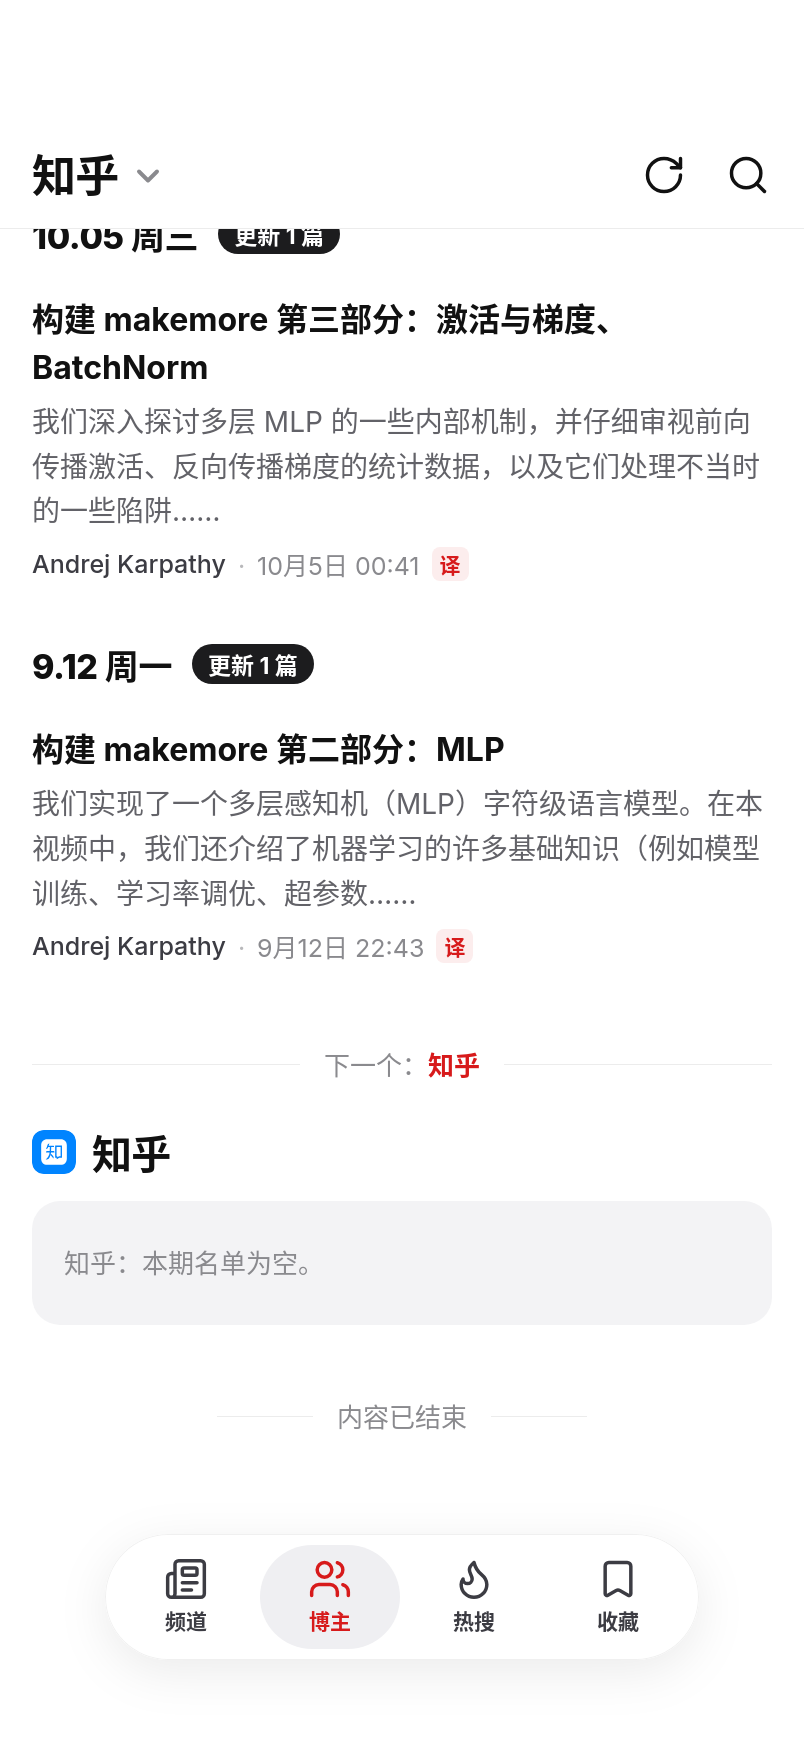 知乎
10.05 周三 更新 1 篇
构建 makemore 第三部分：激活与梯度、
BatchNorm
我们深入探讨多层 MLP 的一些内部机制，并仔细审视前向
传播激活、反向传播梯度的统计数据，以及它们处理不当时
的一些陷阱……
Andrej Karpathy · 10月5日 00:41 译
9.12 周一 更新 1 篇
构建 makemore 第二部分：MLP
我们实现了一个多层感知机（MLP）字符级语言模型。在本
视频中，我们还介绍了机器学习的许多基础知识（例如模型
训练、学习率调优、超参数……
Andrej Karpathy · 9月12日 22:43 译
下一个：知乎
知 知乎
知乎：本期名单为空。
内容已结束
频道 博主 热搜 收藏